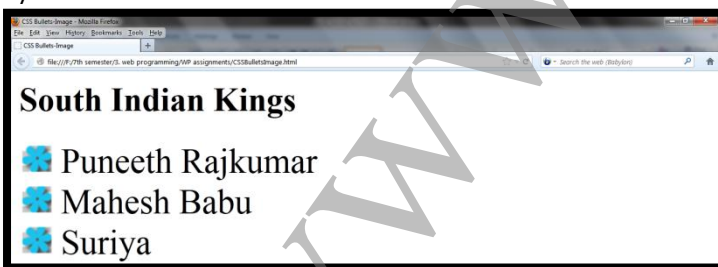 CSS Bullets-Image - Mozilla Firefox
File Edit View History Bookmarks Tools Help
CSS Bullets-Image +
file:///F:/7th semester/3. web programming/WP assignments/CSSBulletsImage.html Search the web (Babylon)
South Indian Kings
Puneeth Rajkumar
Mahesh Babu
Suriya